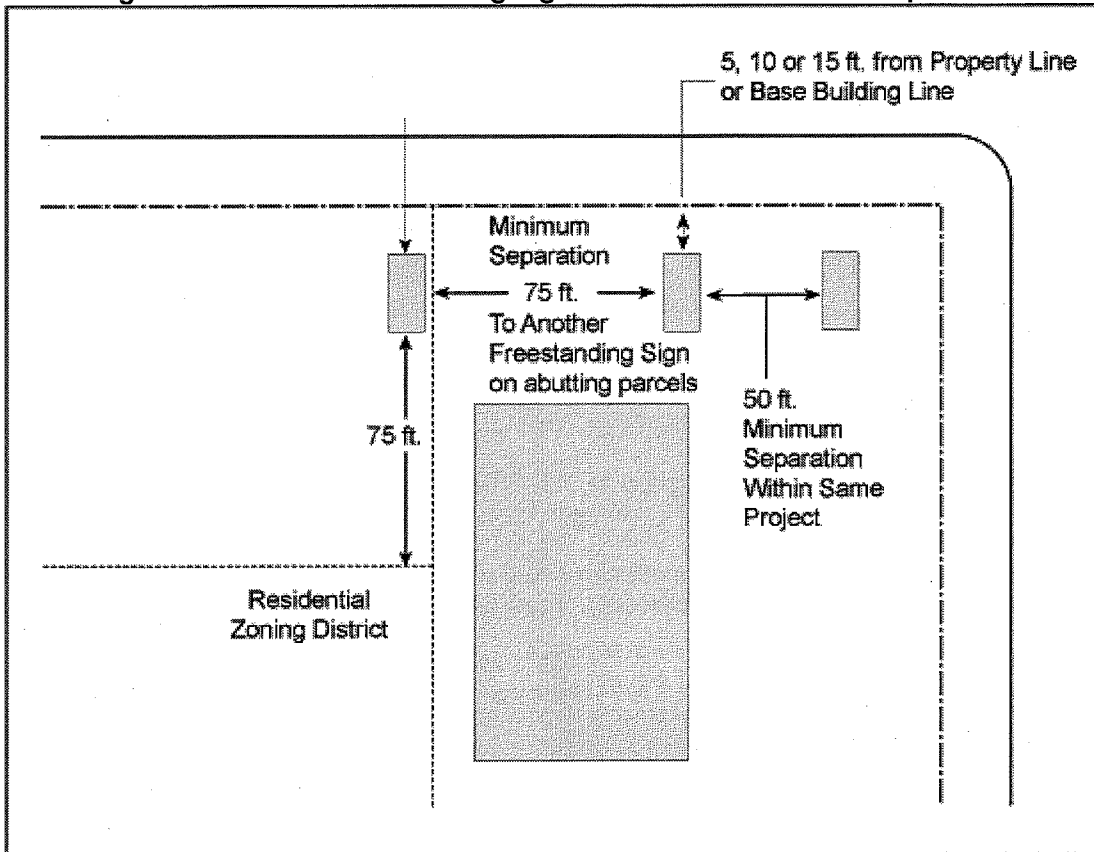 5, 10 or 15 ft. from Property Line
or Base Building Line
Minimum
Separation
75 ft.
To Another
Freestanding Sign
on abutting parcels
75 ft.
50 ft.
Minimum
Separation
Within Same
Project
Residential
Zoning District